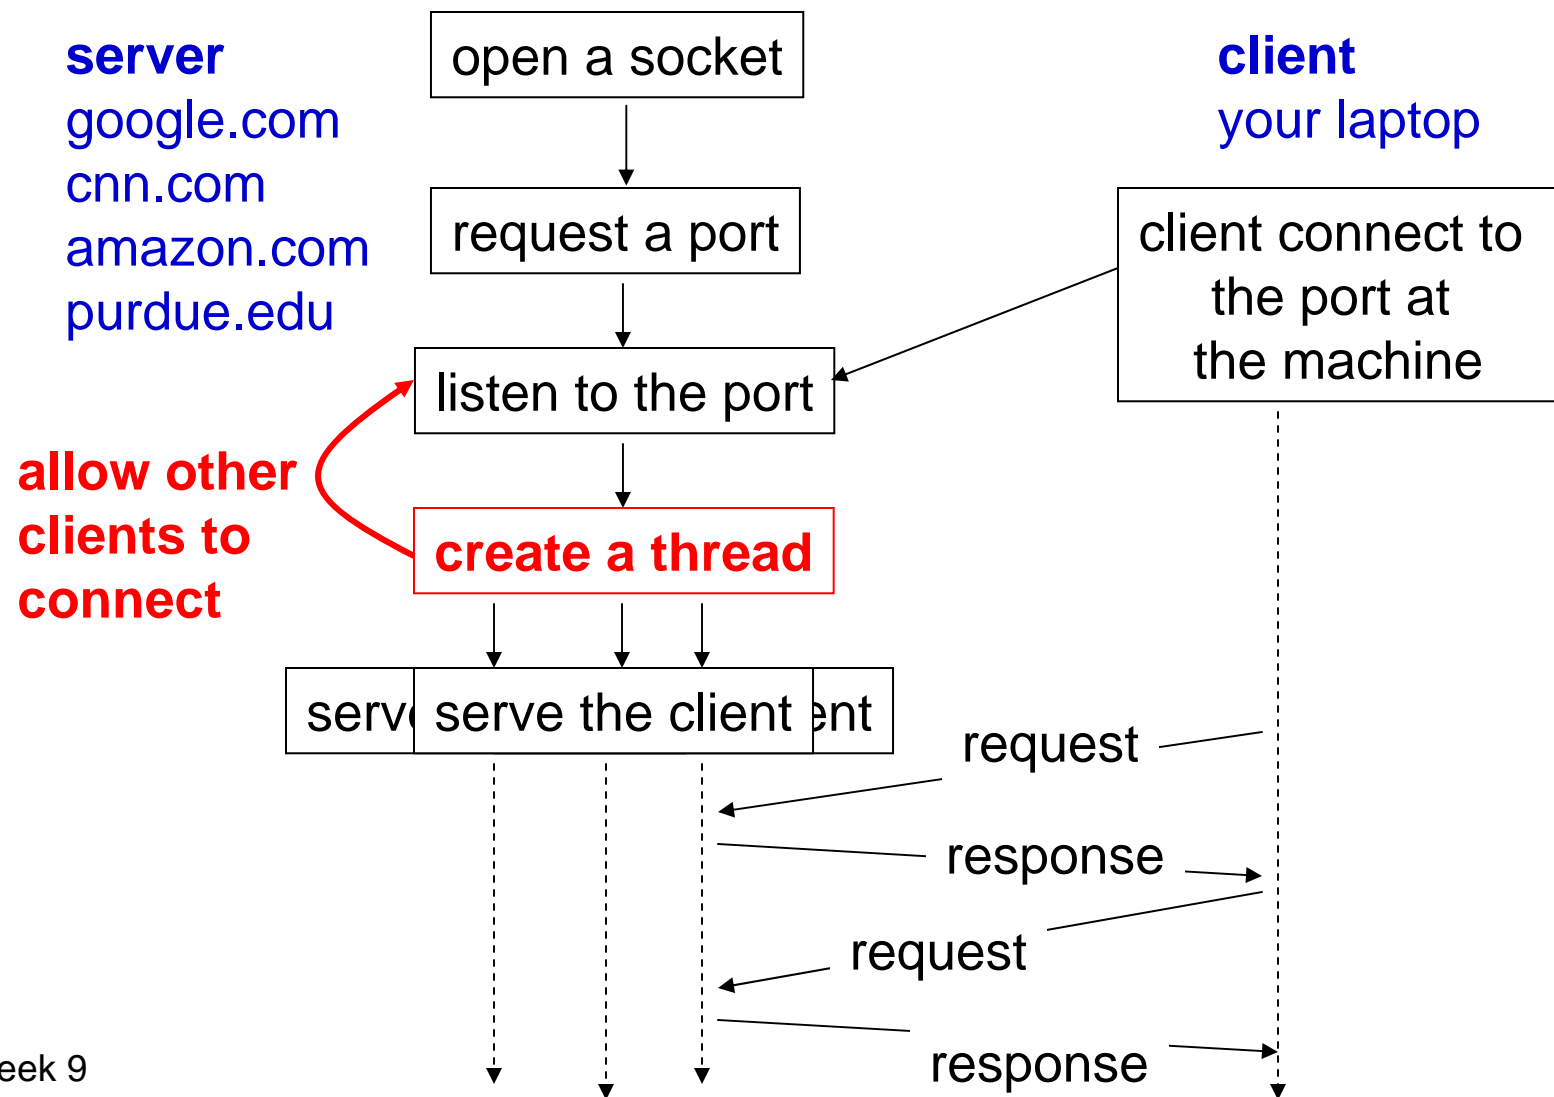 server
google.com
cnn.com
amazon.com
purdue.edu
open a socket
client
your laptop
request a port
client connect to
the port at
the machine
listen to the port
allow other
clients to
connect
create a thread
serve the client
request
response
request
response
9